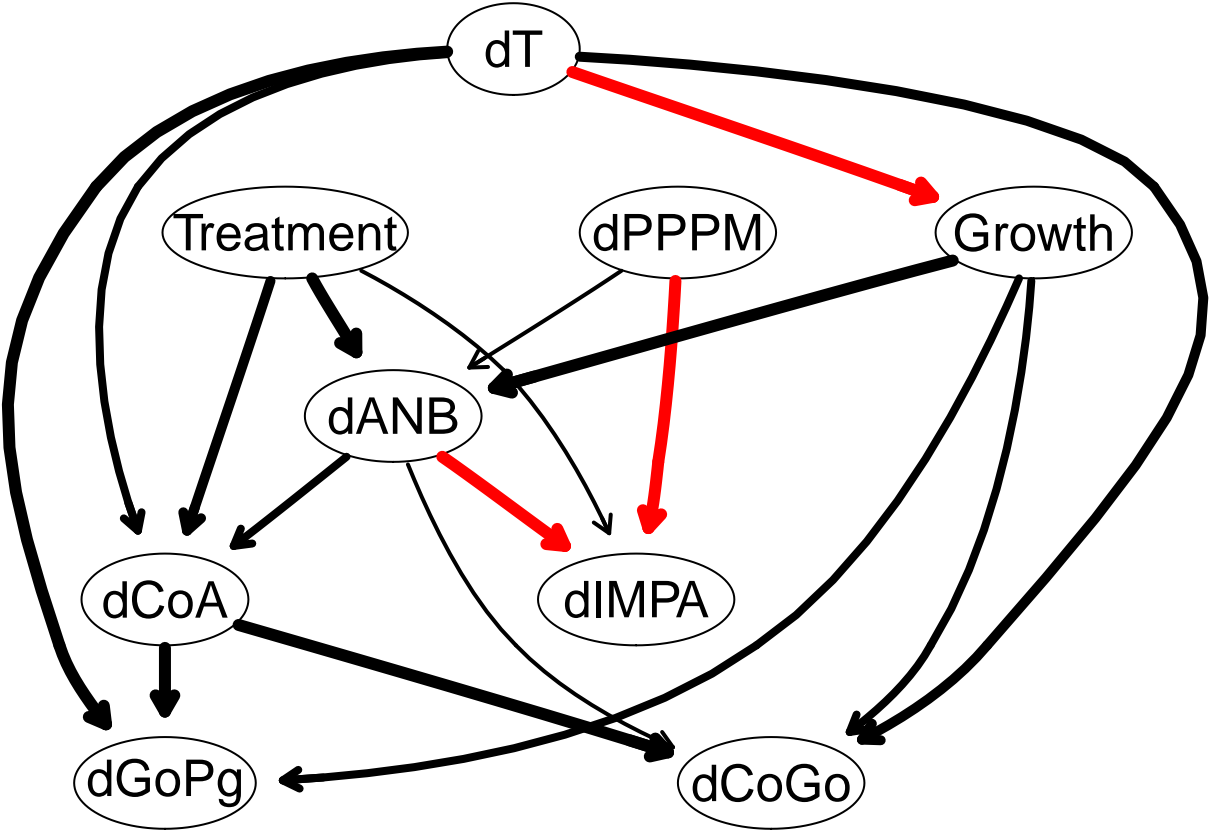 dT
Treatment
dPPPM
Growth
dANB
dCoA
dIMPA
dGoPg
dCoGo